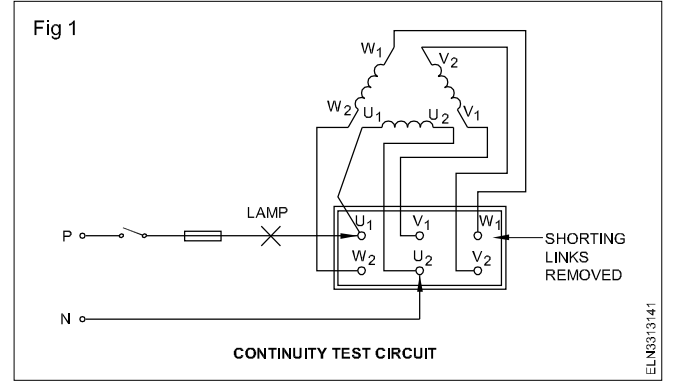 Fig 1
W1
V2
W2
U1
U2
V1
LAMP
U1 V1 W1
P
SHORTING
LINKS
REMOVED
W2 U2 V2
N
CONTINUITY TEST CIRCUIT
ELN3313141